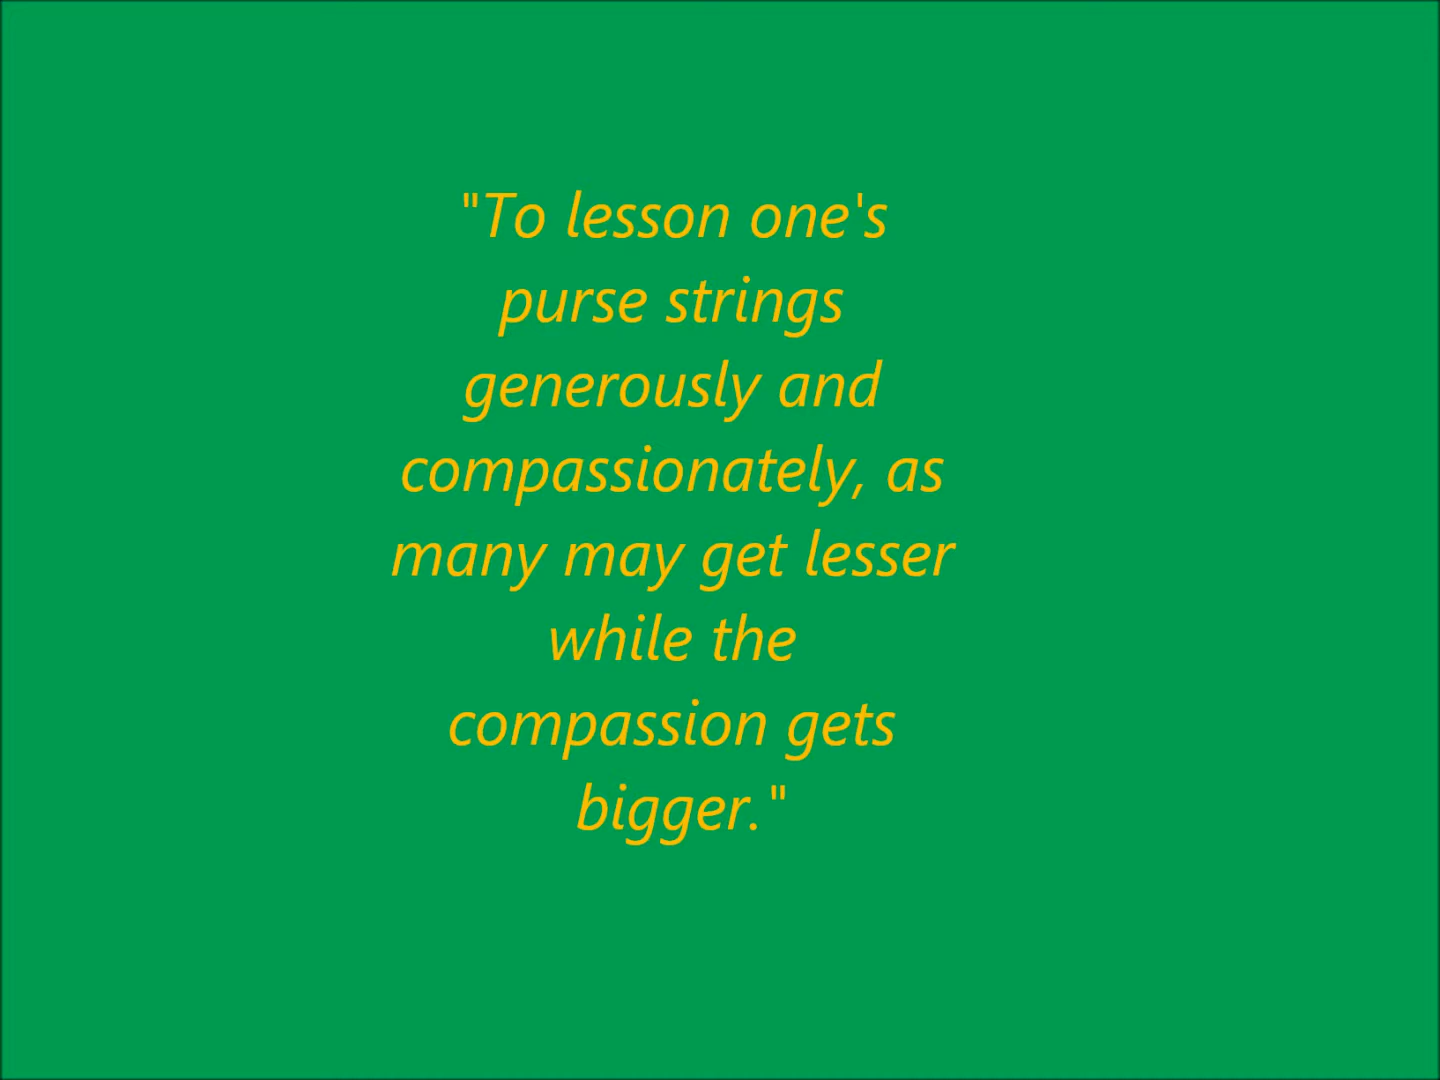 "To lesson one's
purse strings
generously and
compassionately, as
many may get lesser
while the
compassion gets
bigger."